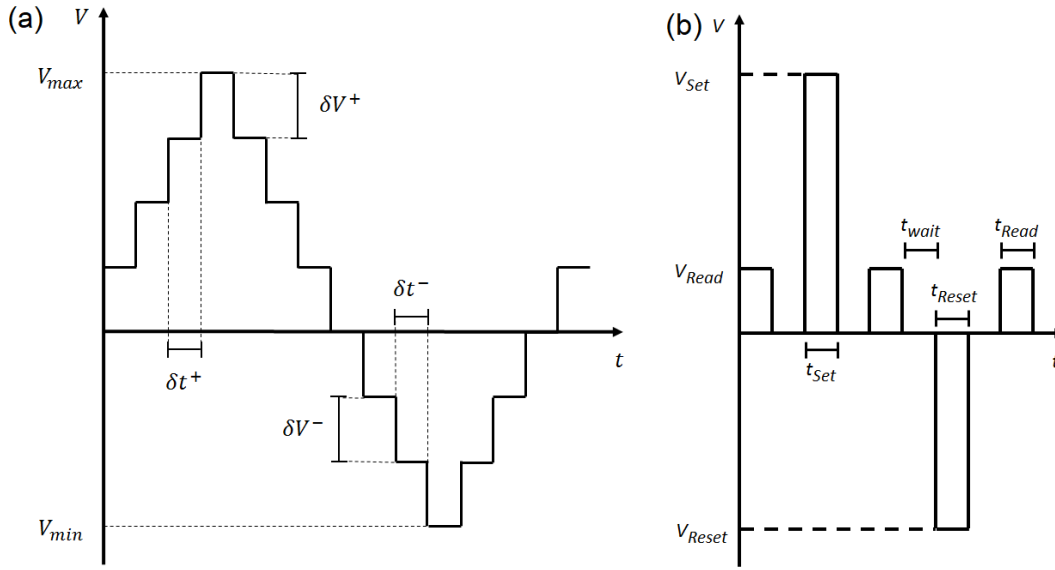 (a)
V
V_max
δV⁺
δt⁻
t
δt⁺
δV⁻
V_min
(b)
V
V_Set
t_wait
t_Read
V_Read
t_Reset
t_Set
t
V_Reset